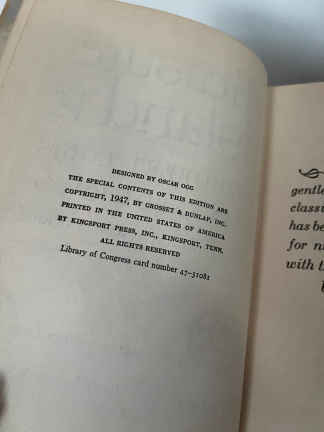 DESIGNED BY OSCAR OGG
THE SPECIAL CONTENTS OF THIS EDITION ARE
COPYRIGHT, 1947, BY GROSSET & DUNLAP, INC.
PRINTED IN THE UNITED STATES OF AMERICA
BY KINGSPORT PRESS, INC., KINGSPORT, TENN.
ALL RIGHTS RESERVED
Library of Congress card number 47-31082
gentle
has be
for
with